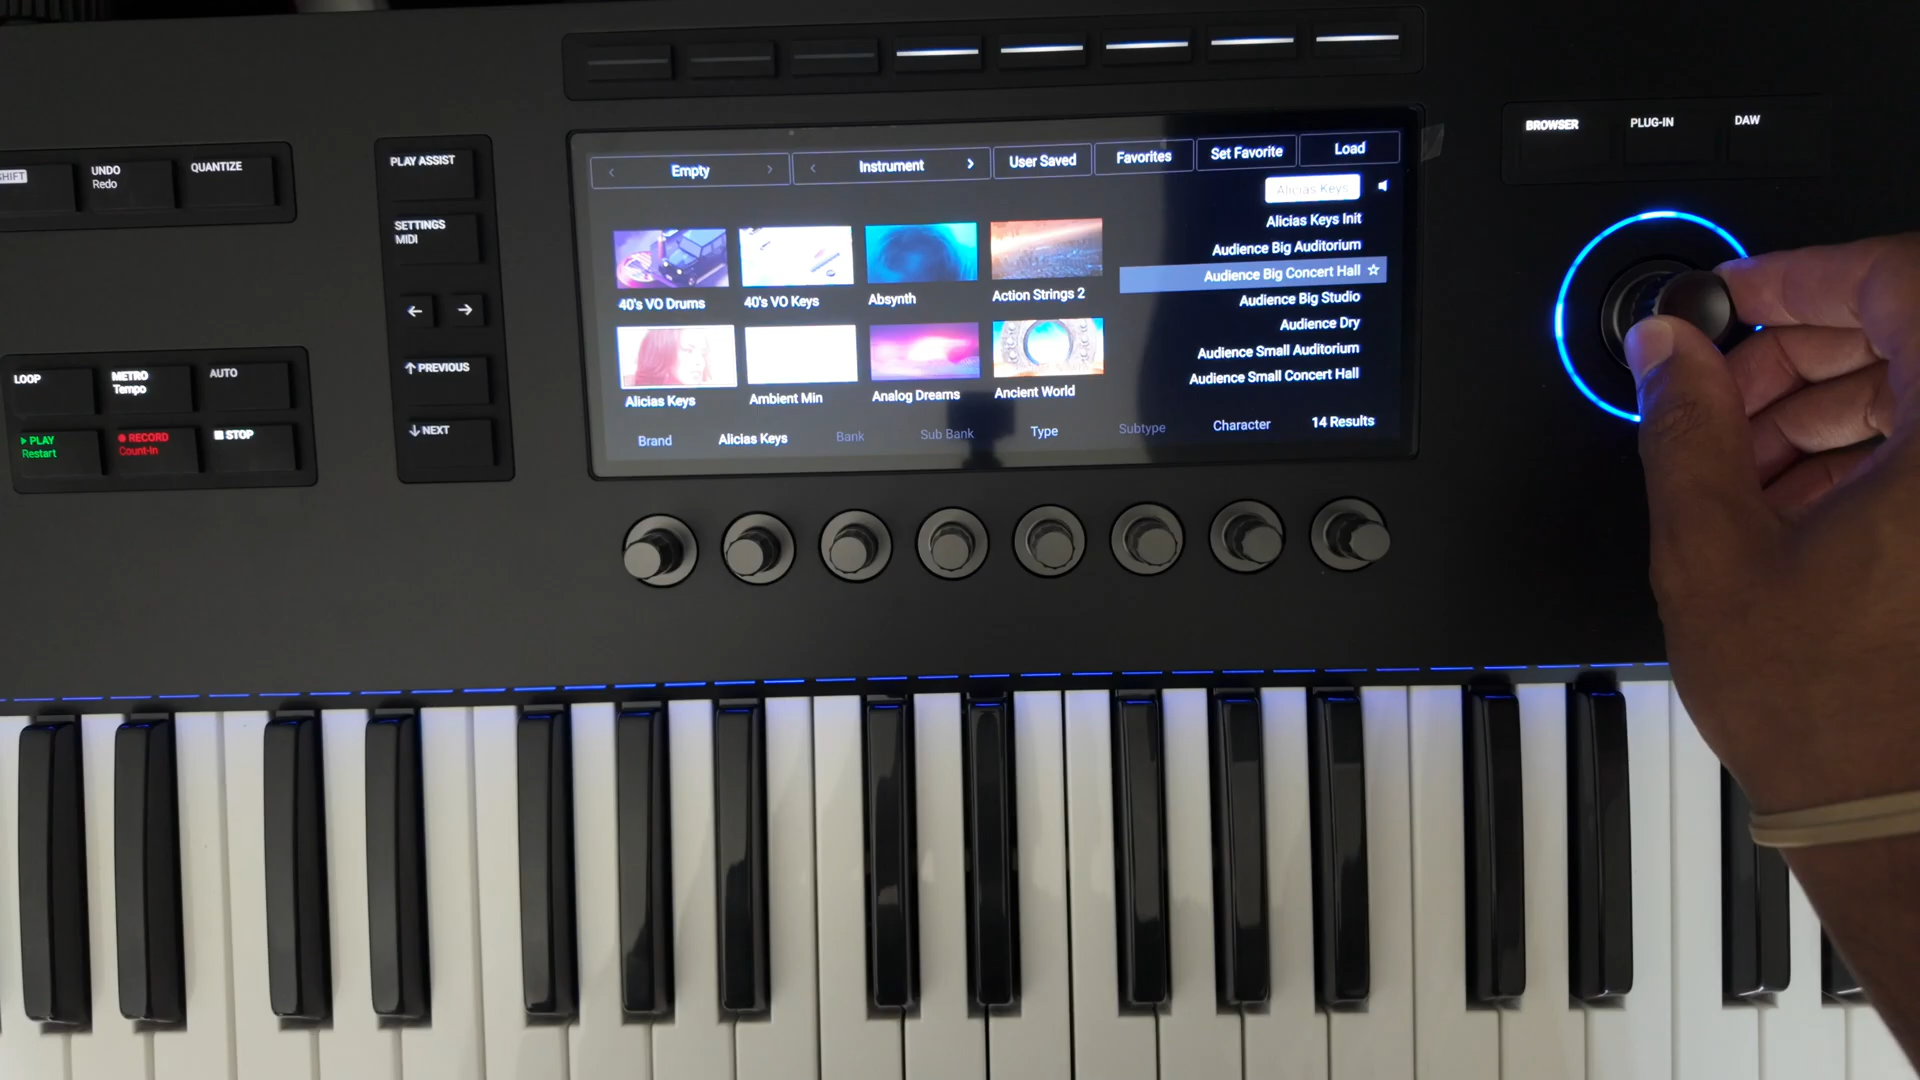 SHIFT
UNDO
Redo
QUANTIZE
PLAY ASSIST
SETTINGS
MIDI
← →
↑ PREVIOUS
↓ NEXT
LOOP
METRO
Tempo
AUTO
▶ PLAY
Restart
● RECORD
Count-In
■ STOP
‹ Empty ›
‹ Instrument ›
User Saved
Favorites
Set Favorite
Load
40's VO Drums
40's VO Keys
Absynth
Action Strings 2
Alicias Keys
Ambient Min
Analog Dreams
Ancient World
Alicias Keys
Alicias Keys Init
Audience Big Auditorium
Audience Big Concert Hall ☆
Audience Big Studio
Audience Dry
Audience Small Auditorium
Audience Small Concert Hall
Brand
Alicias Keys
Bank
Sub Bank
Type
Subtype
Character
14 Results
BROWSER
PLUG-IN
DAW